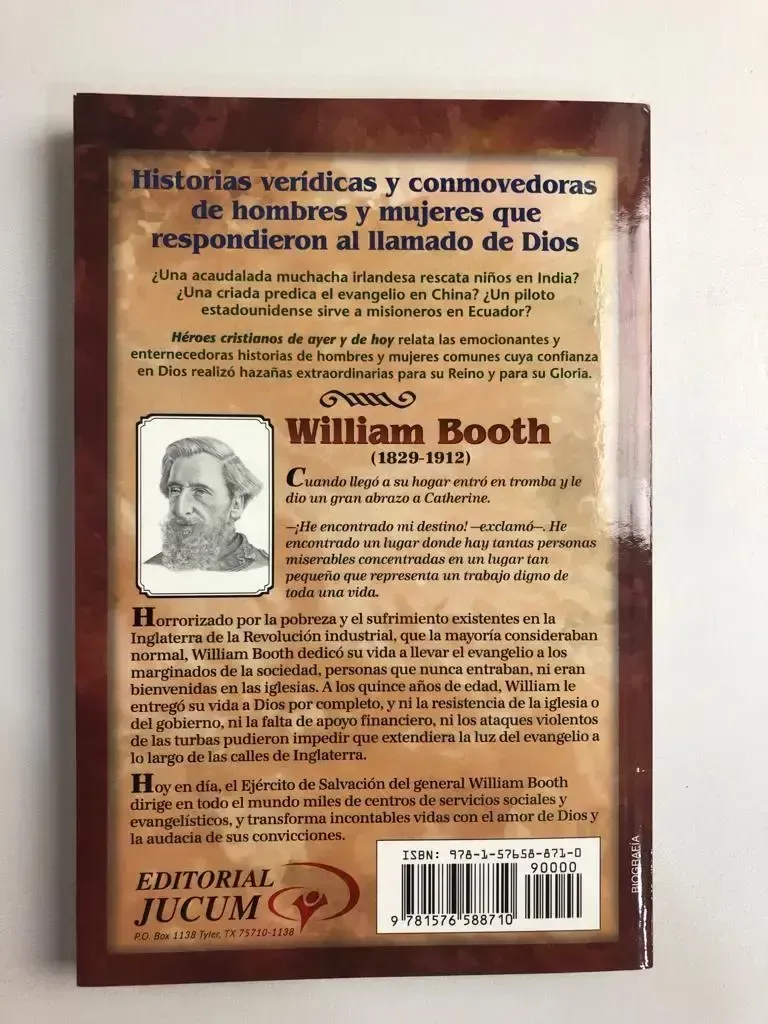 Historias verídicas y conmovedoras
de hombres y mujeres que
respondieron al llamado de Dios
¿Una acaudalada muchacha irlandesa rescata niños en India?
¿Una criada predica el evangelio en China? ¿Un piloto
estadounidense sirve a misioneros en Ecuador?
Héroes cristianos de ayer y de hoy relata las emocionantes y
enternecedoras historias de hombres y mujeres comunes cuya confianza
en Dios realizó hazañas extraordinarias para su Reino y para su Gloria.
William Booth
(1829-1912)
Cuando llegó a su hogar entró en tromba y le
dio un gran abrazo a Catherine.
—¡He encontrado mi destino! —exclamó—. He
encontrado un lugar donde hay tantas personas
miserables concentradas en un lugar tan
pequeño que representa un trabajo digno de
toda una vida.
Horrorizado por la pobreza y el sufrimiento existentes en la
Inglaterra de la Revolución industrial, que la mayoría consideraban
normal, William Booth dedicó su vida a llevar el evangelio a los
marginados de la sociedad, personas que nunca entraban, ni eran
bienvenidas en las iglesias. A los quince años de edad, William le
entregó su vida a Dios por completo, y ni la resistencia de la iglesia o
del gobierno, ni la falta de apoyo financiero, ni los ataques violentos
de las turbas pudieron impedir que extendiera la luz del evangelio a
lo largo de las calles de Inglaterra.
Hoy en día, el Ejército de Salvación del general William Booth
dirige en todo el mundo miles de centros de servicios sociales y
evangelísticos, y transforma incontables vidas con el amor de Dios y
la audacia de sus convicciones.
EDITORIAL
JUCUM
P.O. Box 1138 Tyler, TX 75710-1138
ISBN: 978-1-57658-871-0
90000
9 781576 588710
BIOGRAFÍA